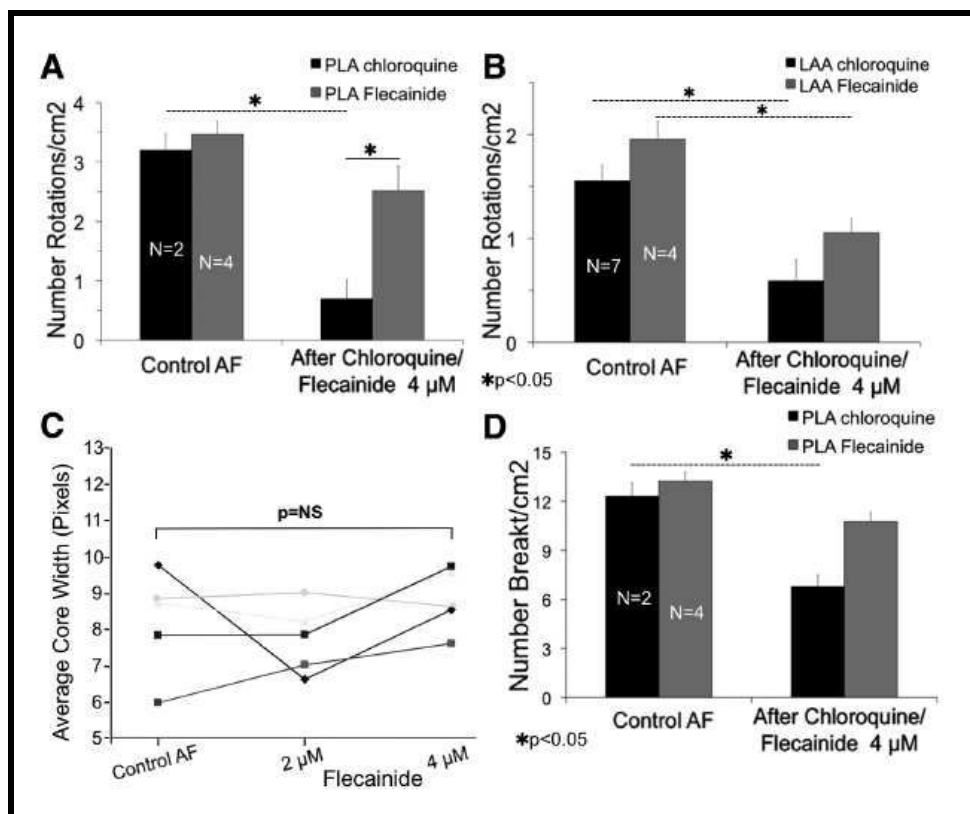 A
PLA chloroquine
PLA Flecainide
*
*
Number Rotations/cm2
4
3
2
1
0
N=2
N=4
Control AF
After Chloroquine/
Flecainide 4 µM
B
LAA chloroquine
LAA Flecainide
*
*
Number Rotations/cm2
2
1
0
N=7
N=4
Control AF
After Chloroquine/
Flecainide 4 µM
*p<0.05
C
Average Core Width (Pixels)
13
12
11
10
9
8
7
6
5
p=NS
Control AF
2 µM
4 µM
Flecainide
D
PLA chloroquine
PLA Flecainide
*
Number Breakt/cm2
15
12
9
6
3
0
N=2
N=4
Control AF
After Chloroquine/
Flecainide 4 µM
*p<0.05